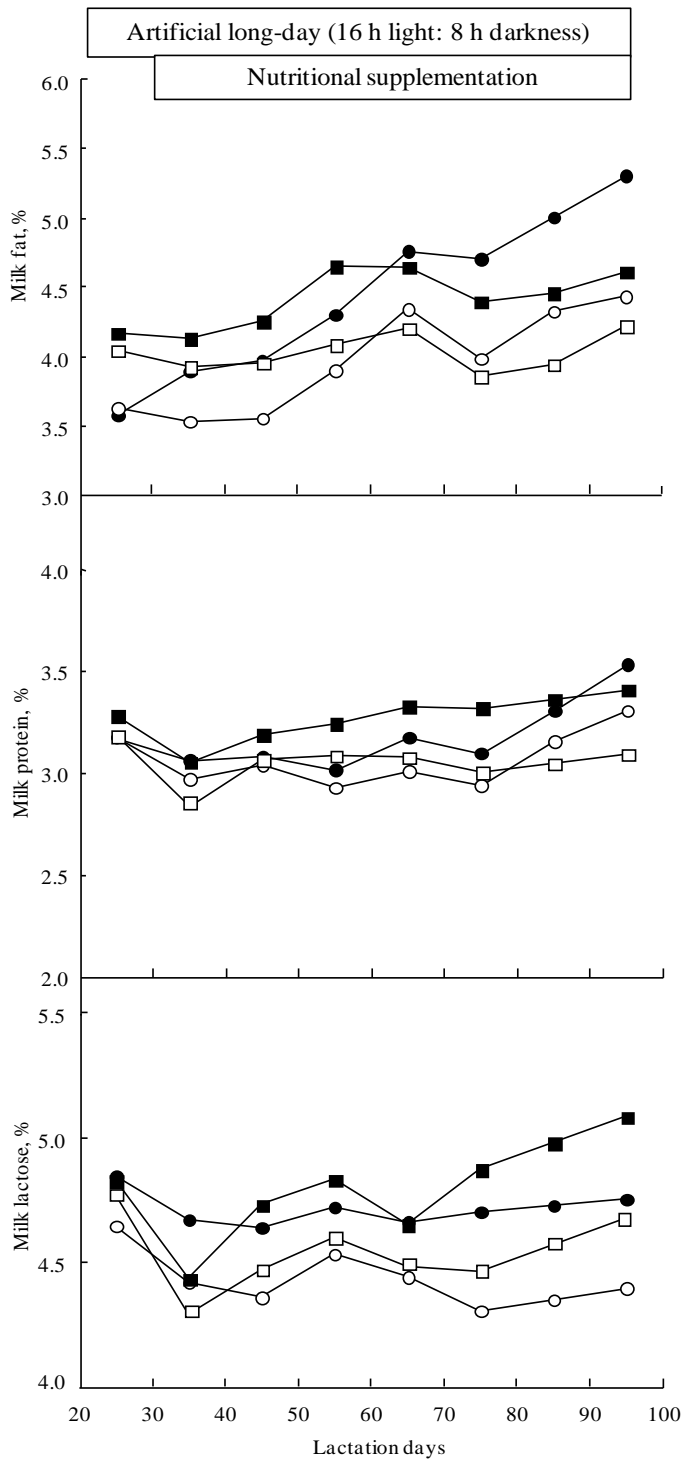 Artificial long-day (16 h light: 8 h darkness)
Nutritional supplementation
6.0
5.5
5.0
4.5
4.0
3.5
3.0
Milk fat, %
4.0
3.5
3.0
2.5
2.0
Milk protein, %
5.5
5.0
4.5
4.0
Milk lactose, %
20 30 40 50 60 70 80 90 100
Lactation days